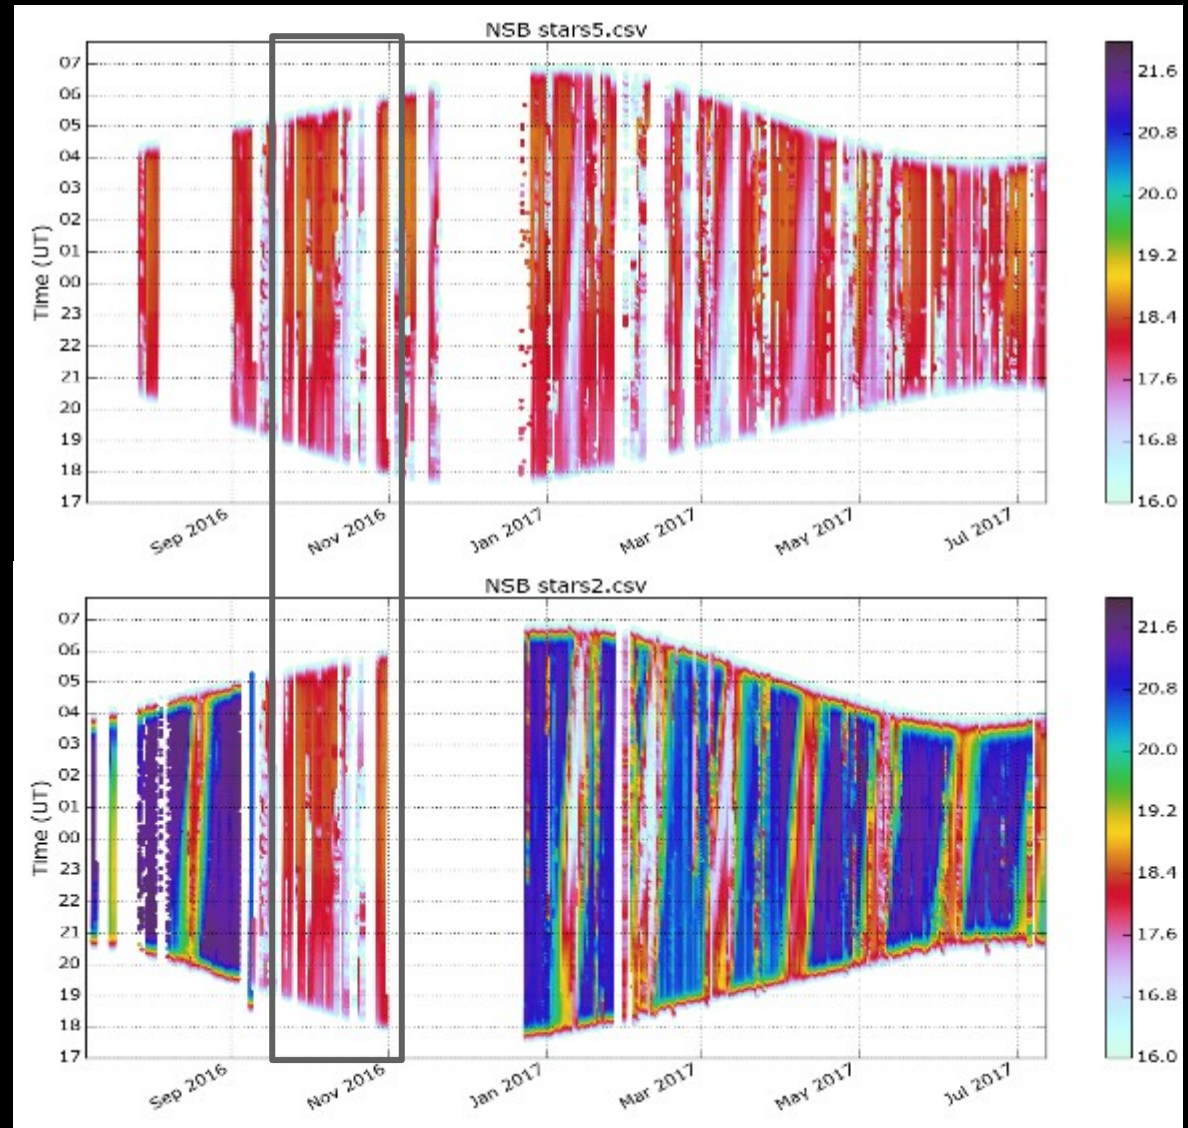 NSB stars5.csv
07
06
05
04
03
02
01
00
23
22
21
20
19
18
17
Time (UT)
Sep 2016
Nov 2016
Jan 2017
Mar 2017
May 2017
Jul 2017
21.6
20.8
20.0
19.2
18.4
17.6
16.8
16.0
NSB stars2.csv
07
06
05
04
03
02
01
00
23
22
21
20
19
18
17
Time (UT)
Sep 2016
Nov 2016
Jan 2017
Mar 2017
May 2017
Jul 2017
21.6
20.8
20.0
19.2
18.4
17.6
16.8
16.0